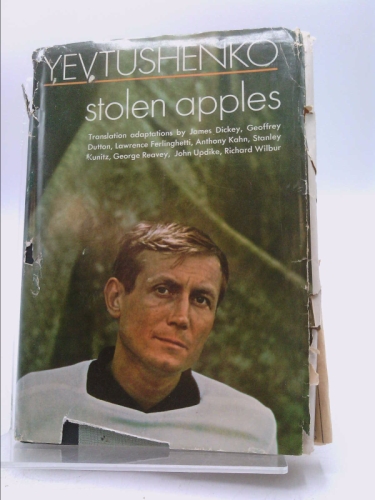 YEVTUSHENKO
stolen apples
Translation adaptations by James Dickey, Geoffrey
Dutton, Lawrence Ferlinghetti, Anthony Kahn, Stanley
Kunitz, George Reavey, John Updike, Richard Wilbur